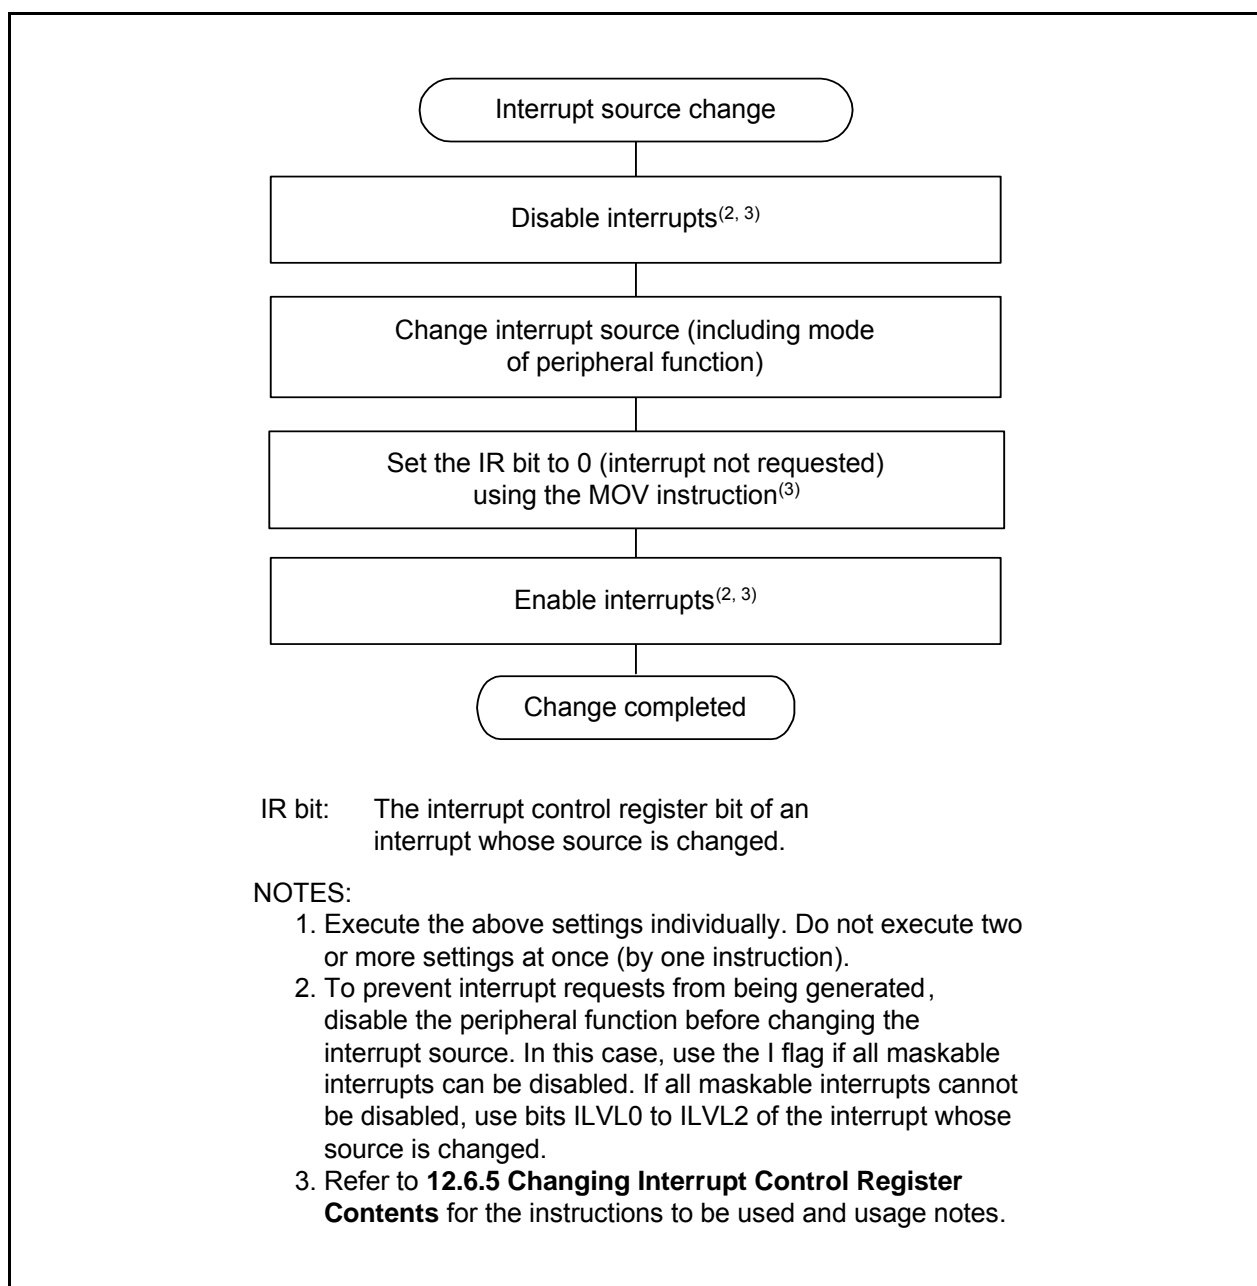 Interrupt source change
Disable interrupts(2, 3)
Change interrupt source (including mode
of peripheral function)
Set the IR bit to 0 (interrupt not requested)
using the MOV instruction(3)
Enable interrupts(2, 3)
Change completed
IR bit: The interrupt control register bit of an
interrupt whose source is changed.
NOTES:
1. Execute the above settings individually. Do not execute two
or more settings at once (by one instruction).
2. To prevent interrupt requests from being generated,
disable the peripheral function before changing the
interrupt source. In this case, use the I flag if all maskable
interrupts can be disabled. If all maskable interrupts cannot
be disabled, use bits ILVL0 to ILVL2 of the interrupt whose
source is changed.
3. Refer to 12.6.5 Changing Interrupt Control Register
Contents for the instructions to be used and usage notes.